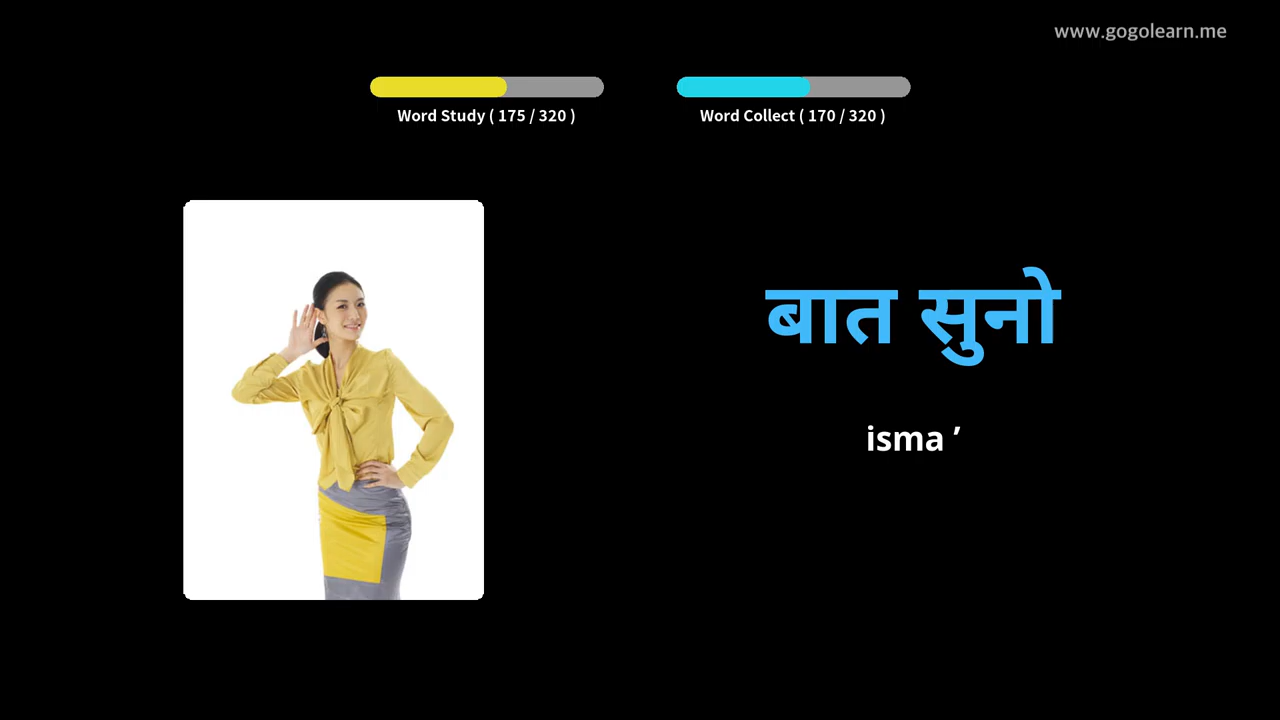 www.gogolearn.me
Word Study ( 175 / 320 )
Word Collect ( 170 / 320 )
बात सुनो
isma ’